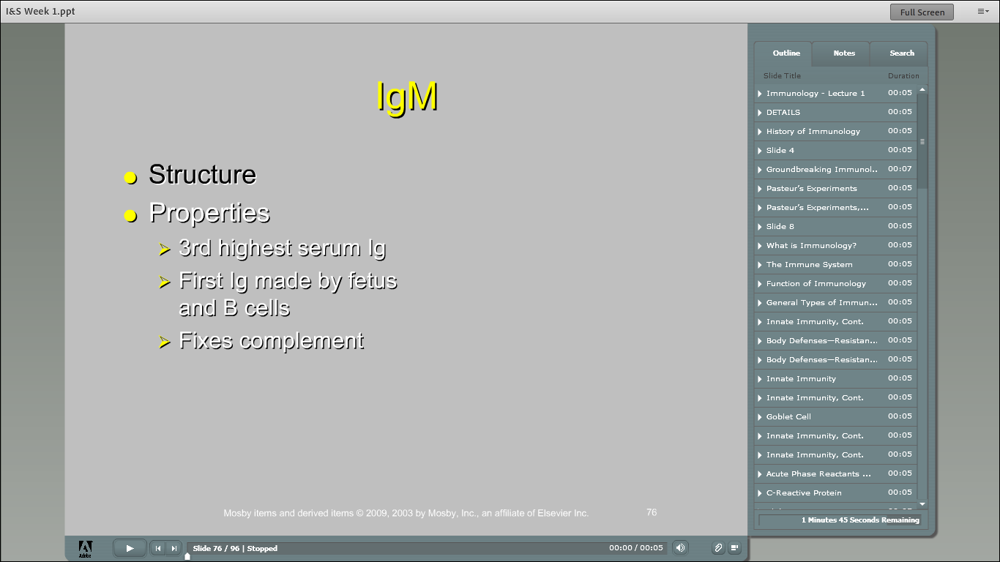 I&S Week 1.ppt
Full Screen
IgM
Structure
Properties
3rd highest serum Ig
First Ig made by fetus
and B cells
Fixes complement
Mosby items and derived items © 2009, 2003 by Mosby, Inc., an affiliate of Elsevier Inc.
76
Outline Notes Search
Slide Title Duration
Immunology - Lecture 1 00:05
DETAILS 00:05
History of Immunology 00:05
Slide 4 00:05
Groundbreaking Immunol.. 00:07
Pasteur's Experiments 00:05
Pasteur's Experiments,... 00:05
Slide 8 00:05
What is Immunology? 00:05
The Immune System 00:05
Function of Immunology 00:05
General Types of Immun... 00:05
Innate Immunity, Cont. 00:05
Body Defenses—Resistan... 00:05
Body Defenses—Resistan... 00:05
Innate Immunity 00:05
Innate Immunity, Cont. 00:05
Goblet Cell 00:05
Innate Immunity, Cont. 00:05
Innate Immunity, Cont. 00:05
Acute Phase Reactants ... 00:05
C-Reactive Protein 00:05
1 Minutes 45 Seconds Remaining
Adobe
Slide 76 / 96 | Stopped
00:00 / 00:05